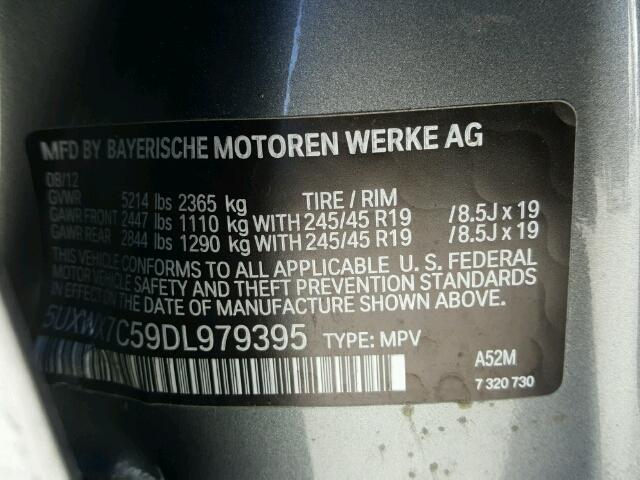 MFD BY BAYERISCHE MOTOREN WERKE AG
08/12
GVWR 5214 lbs 2365 kg TIRE / RIM
GAWR FRONT 2447 lbs 1110 kg WITH 245/45 R19 /8.5J x 19
GAWR REAR 2844 lbs 1290 kg WITH 245/45 R19 /8.5J x 19
THIS VEHICLE CONFORMS TO ALL APPLICABLE U. S. FEDERAL
MOTOR VEHICLE SAFETY AND THEFT PREVENTION STANDARDS
IN EFFECT ON THE DATE OF MANUFACTURE SHOWN ABOVE.
5UXWX7C59DL979395 TYPE: MPV
A52M
7 320 730